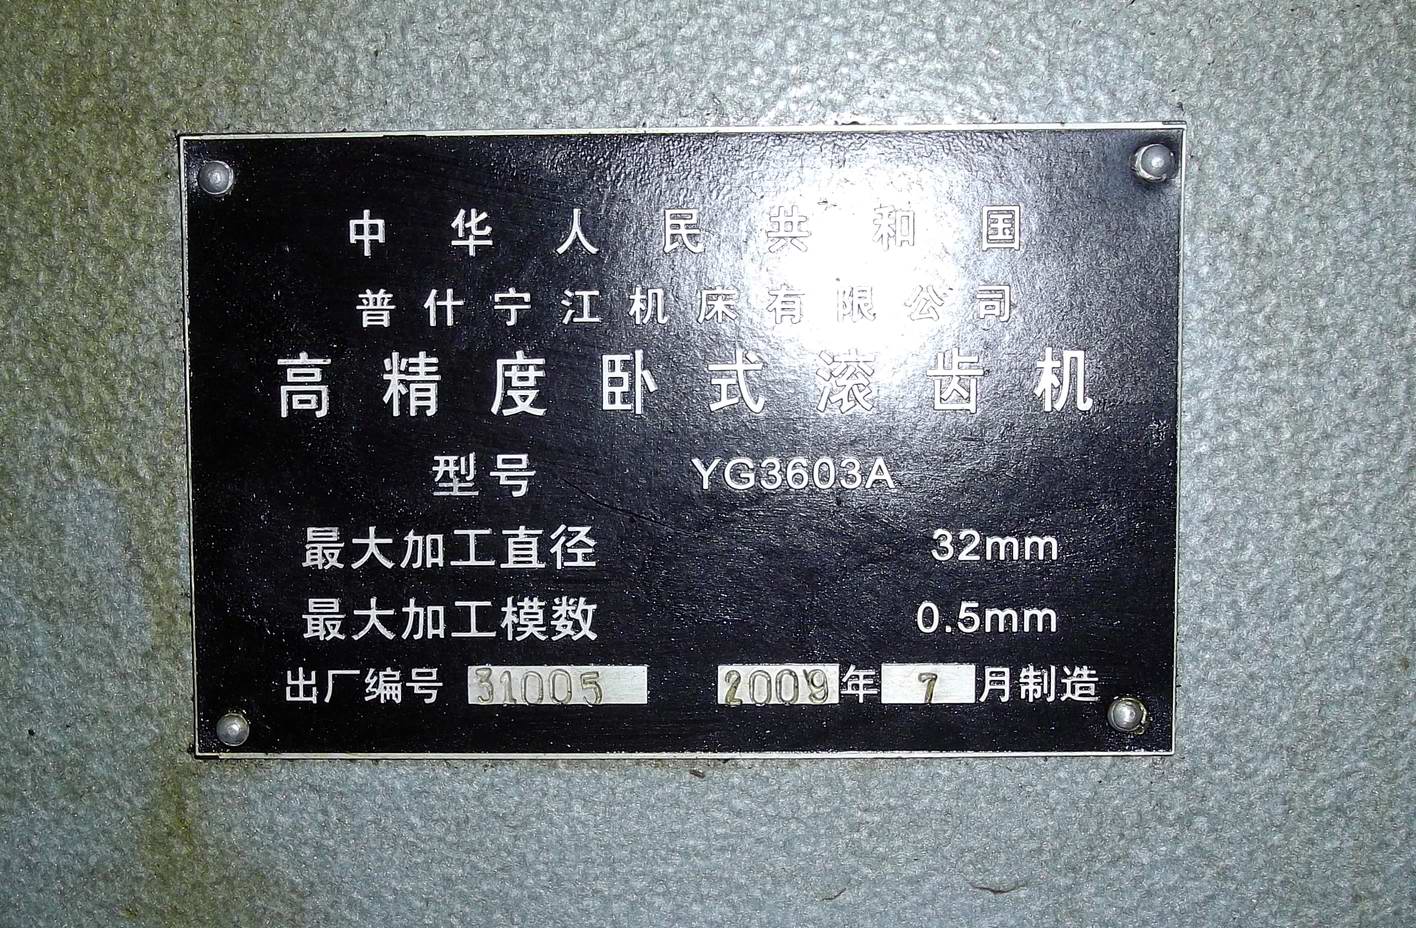 中华人民共和国
普什宁江机床有限公司
高精度卧式滚齿机
型号 YG3603A
最大加工直径 32mm
最大加工模数 0.5mm
出厂编号 31005 2009年7月制造